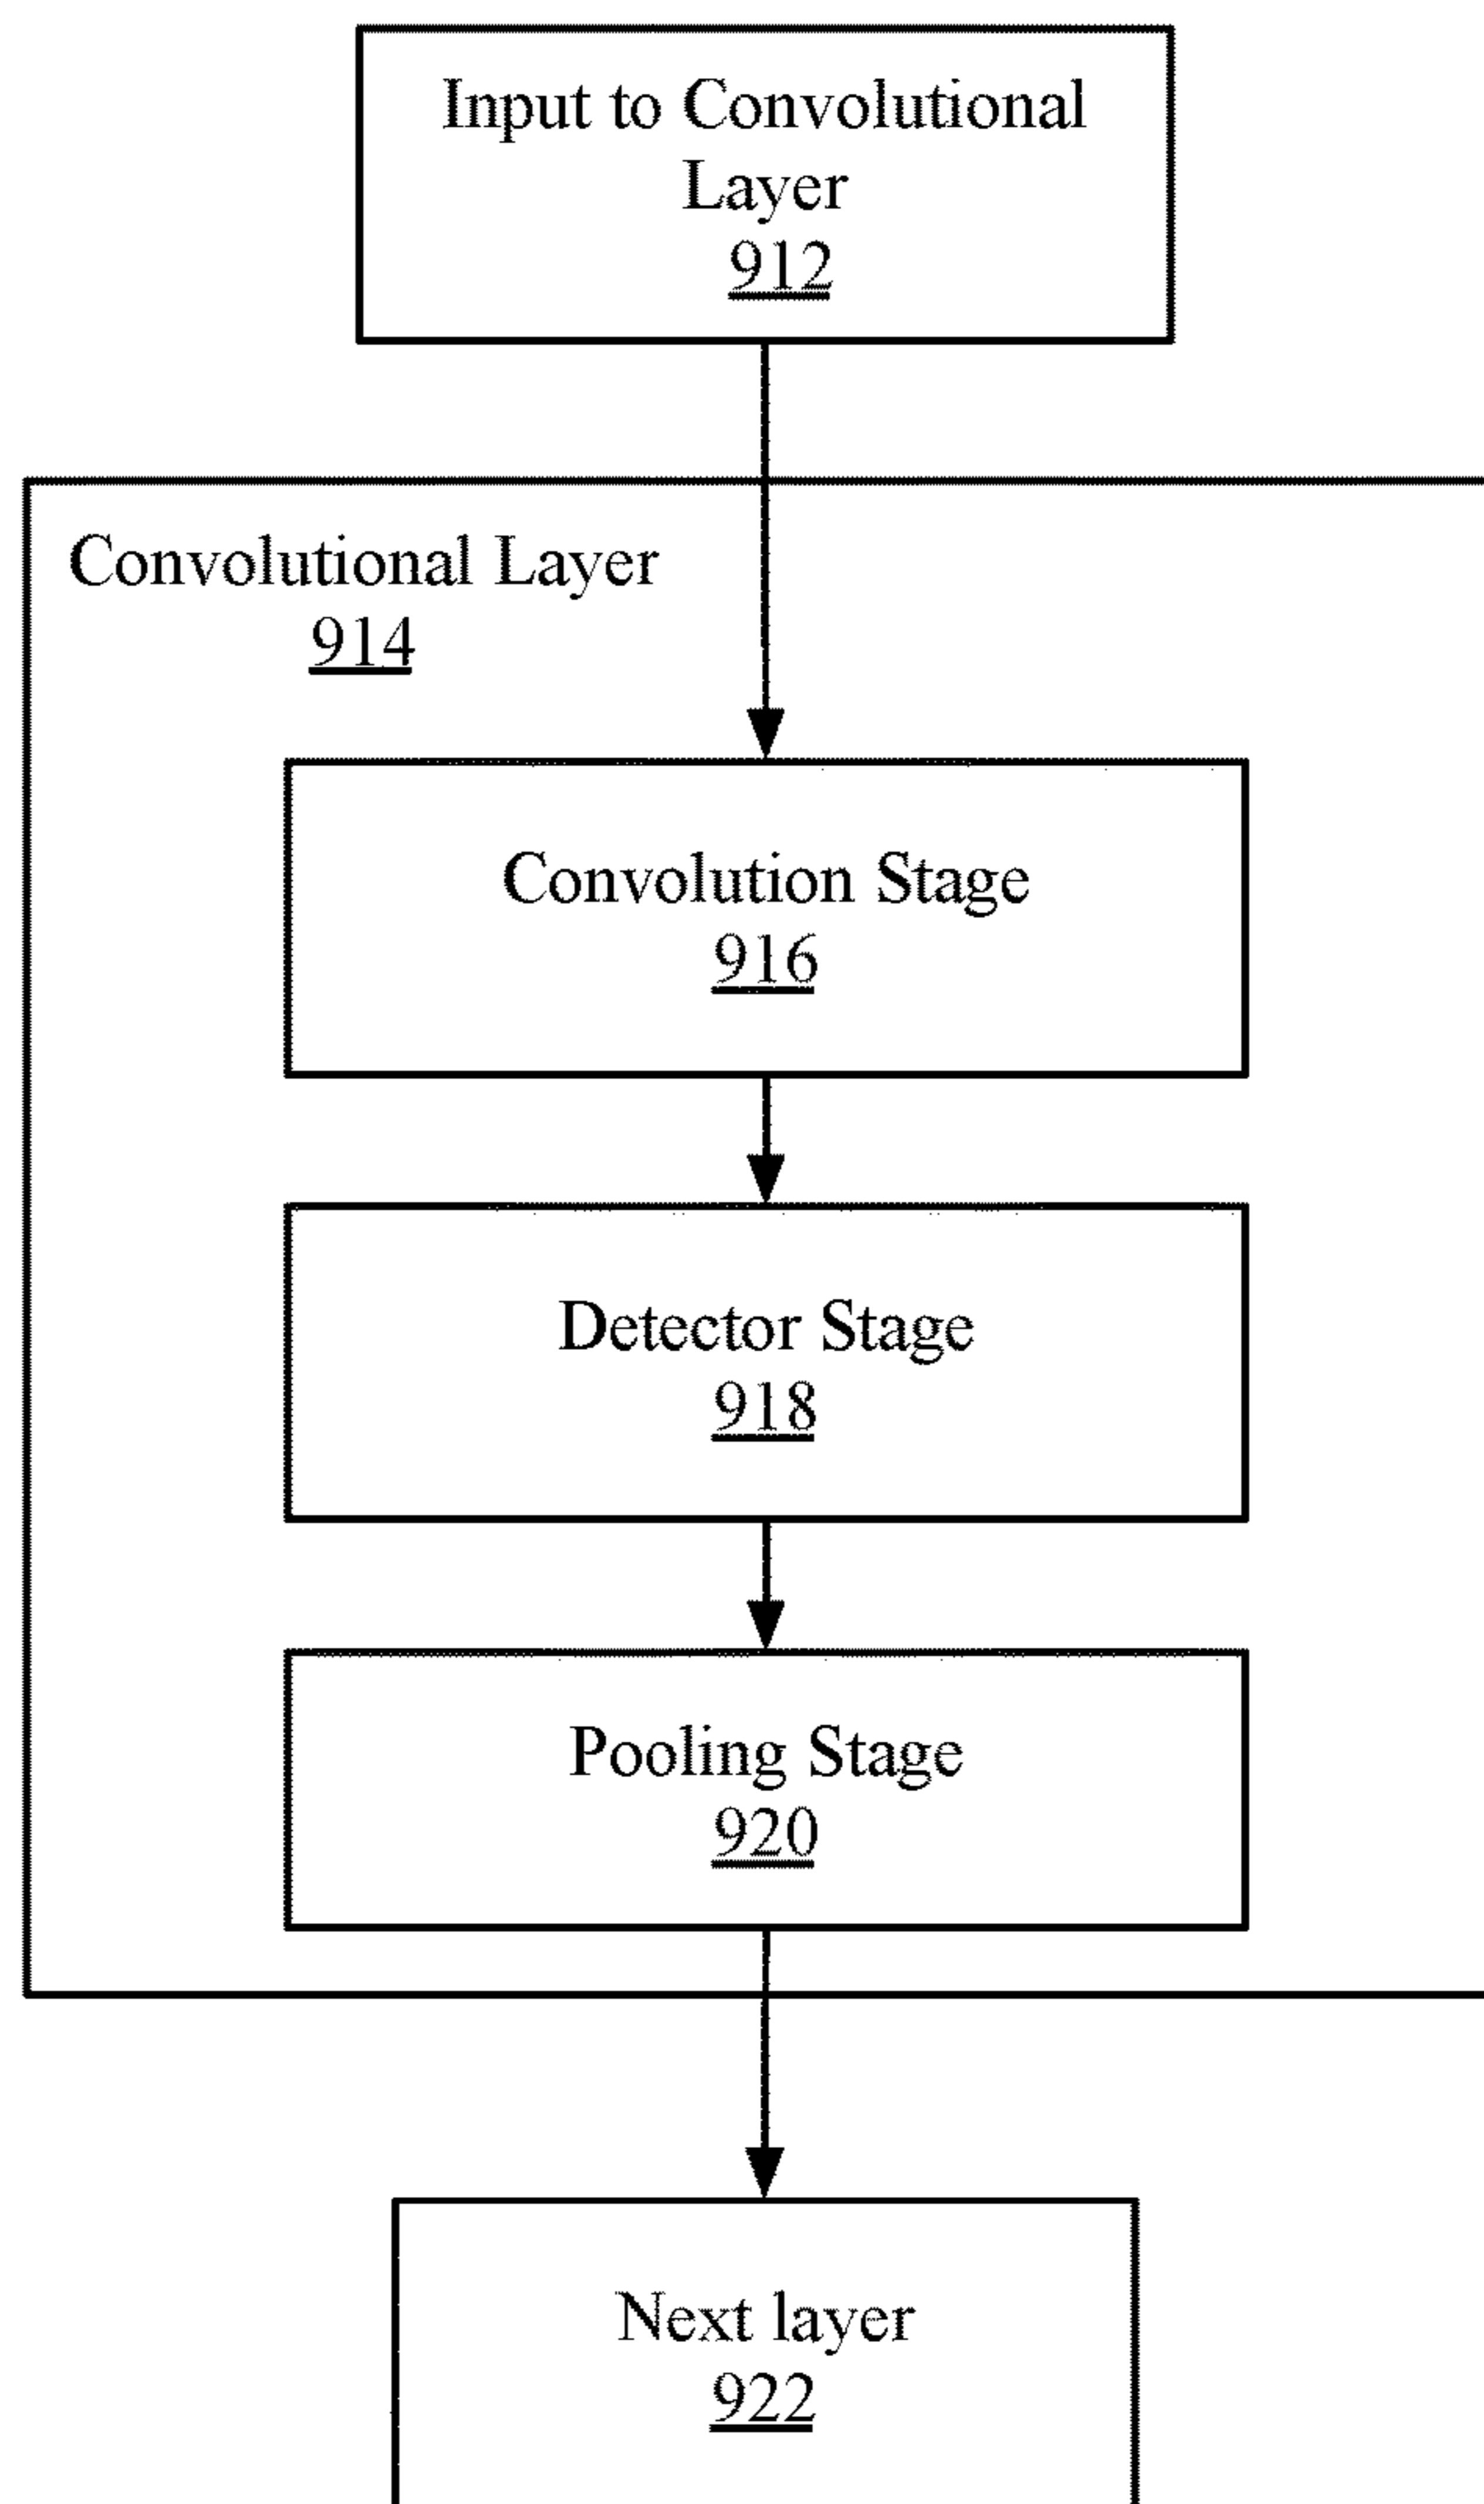 Input to Convolutional
Layer
912
Convolutional Layer
914
Convolution Stage
916
Detector Stage
918
Pooling Stage
920
Next layer
922